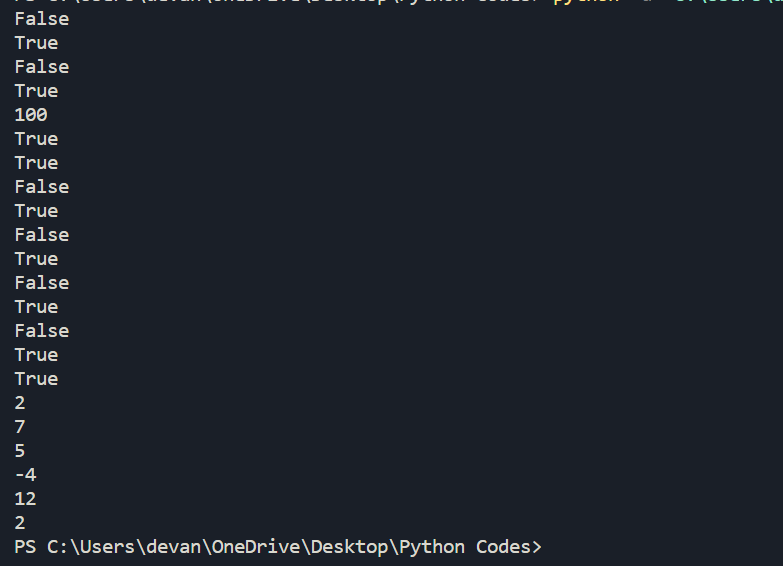 False
True
False
True
100
True
True
False
True
False
True
False
True
False
True
True
2
7
5
-4
12
2
PS C:\Users\devan\OneDrive\Desktop\Python Codes>